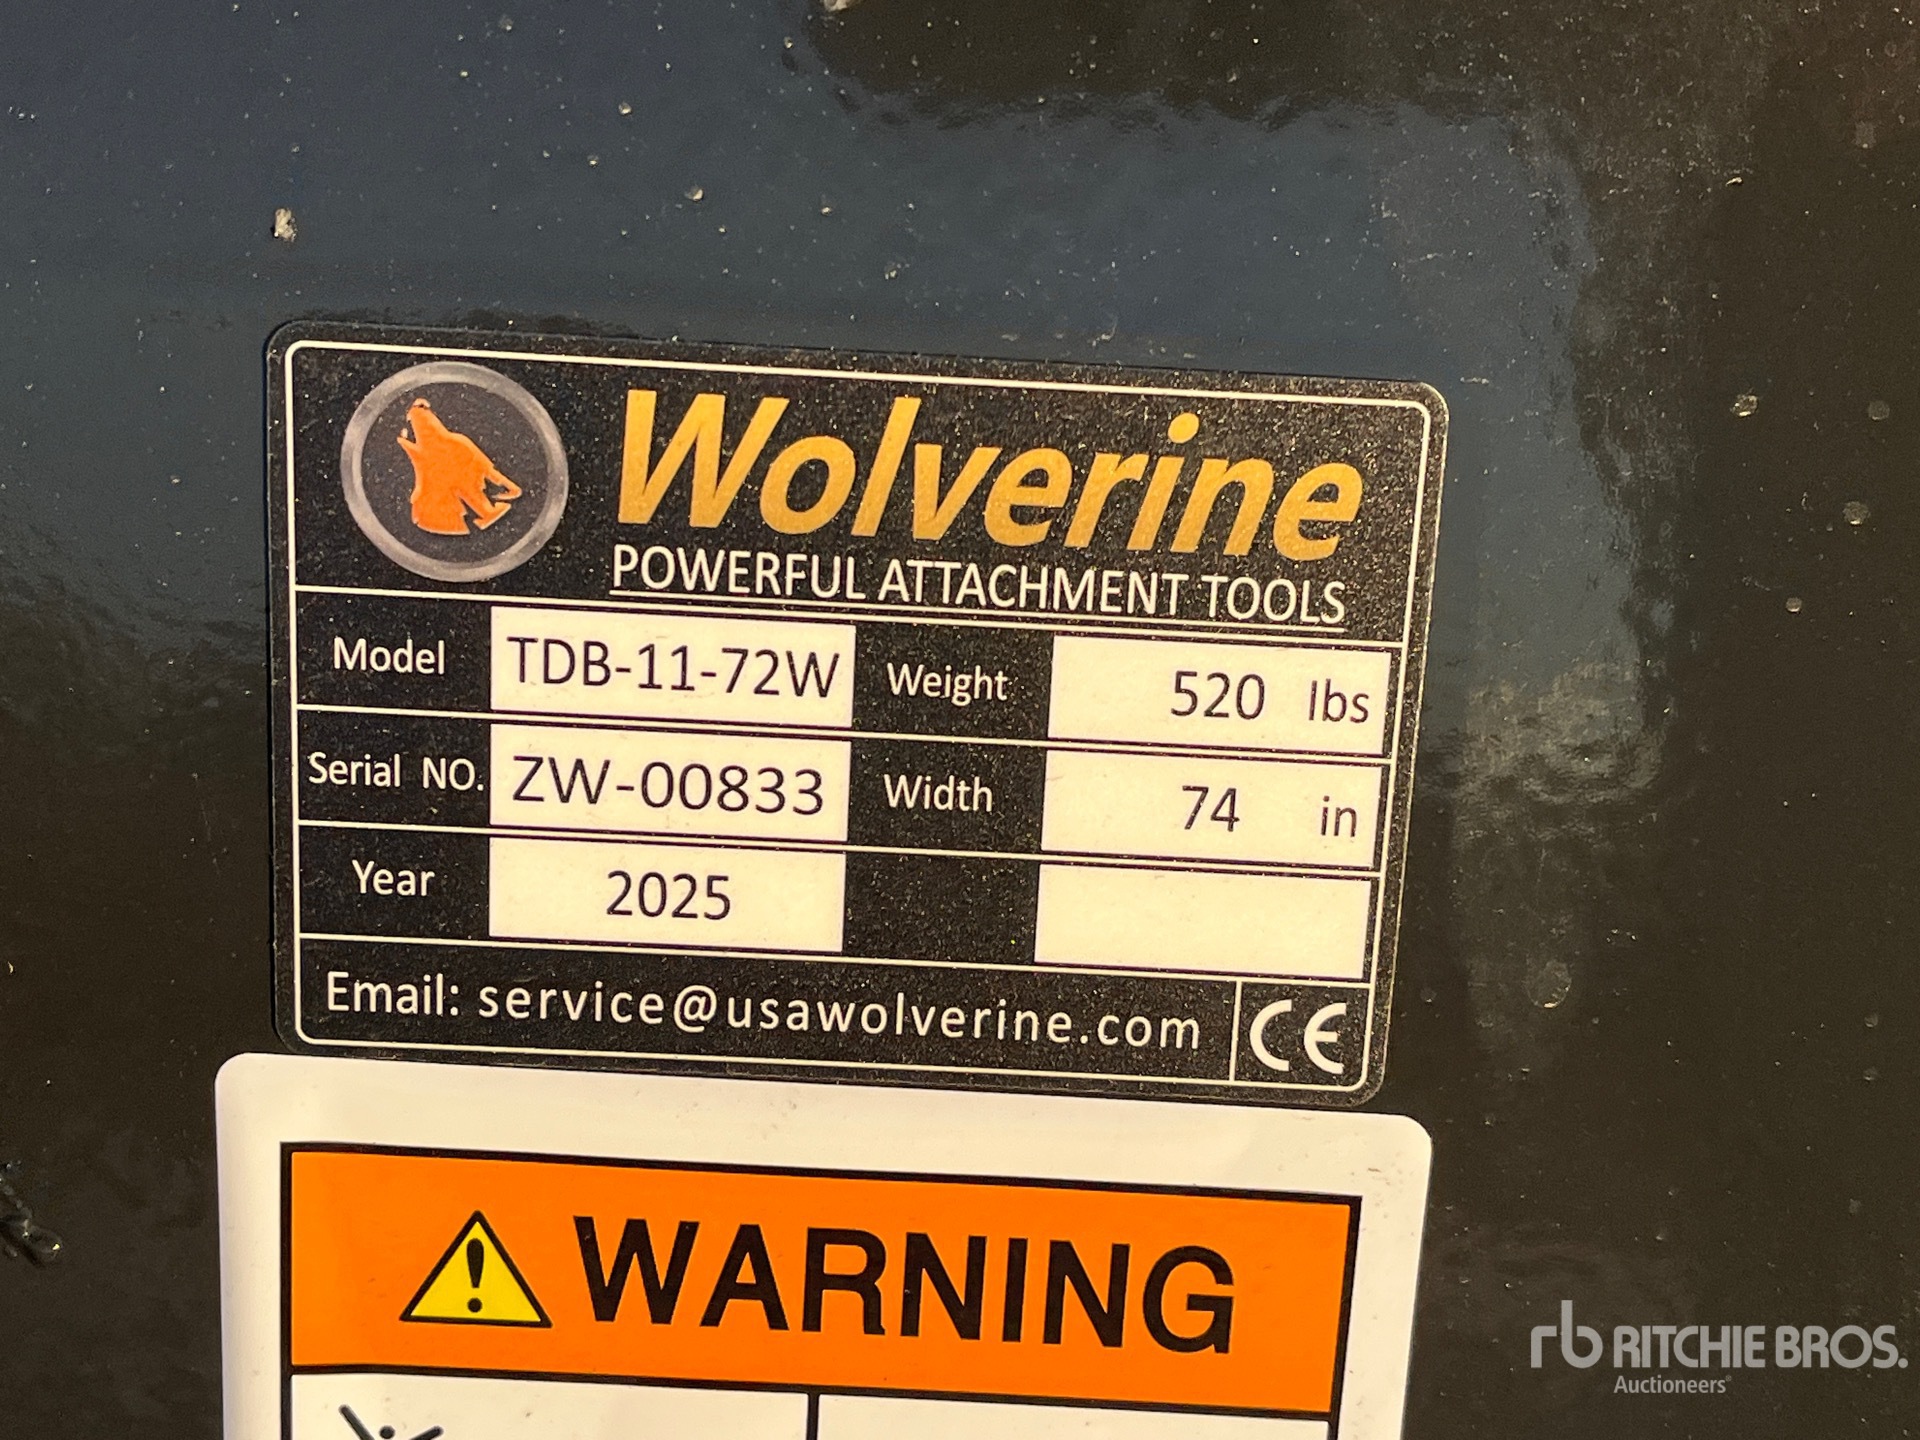 Wolverine
POWERFUL ATTACHMENT TOOLS
Model TDB-11-72W Weight 520 lbs
Serial NO. ZW-00833 Width 74 in
Year 2025
Email: service@usawolverine.com CE
WARNING
rb RITCHIE BROS.
Auctioneers